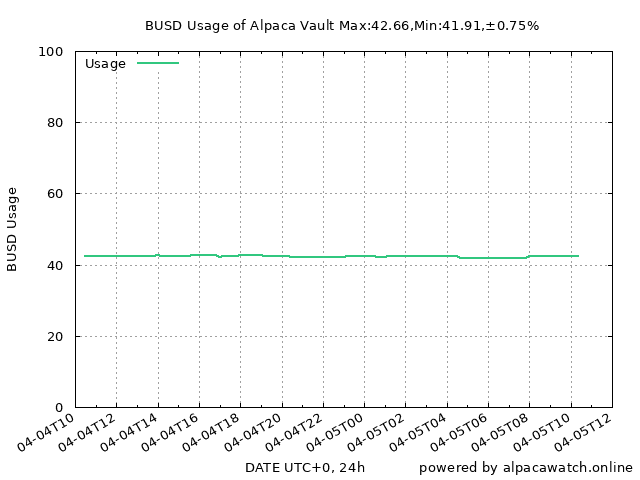 BUSD Usage of Alpaca Vault Max:42.66,Min:41.91,±0.75%
Usage
BUSD Usage
100
80
60
40
20
0
04-04T10
04-04T12
04-04T14
04-04T16
04-04T18
04-04T20
04-04T22
04-05T00
04-05T02
04-05T04
04-05T06
04-05T08
04-05T10
04-05T12
DATE UTC+0, 24h
powered by alpacawatch.online